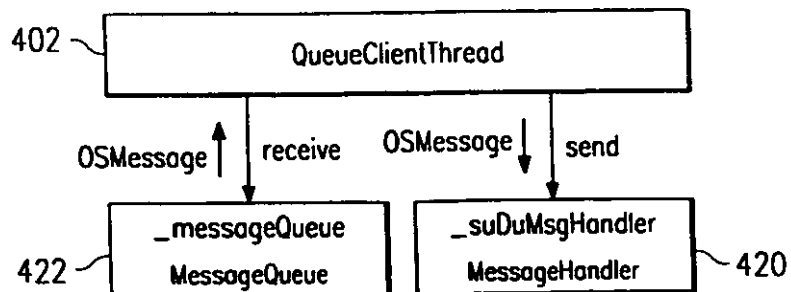 402
QueueClientThread
OSMessage receive
OSMessage send
_messageQueue
MessageQueue
422
_suDuMsgHandler
MessageHandler
420